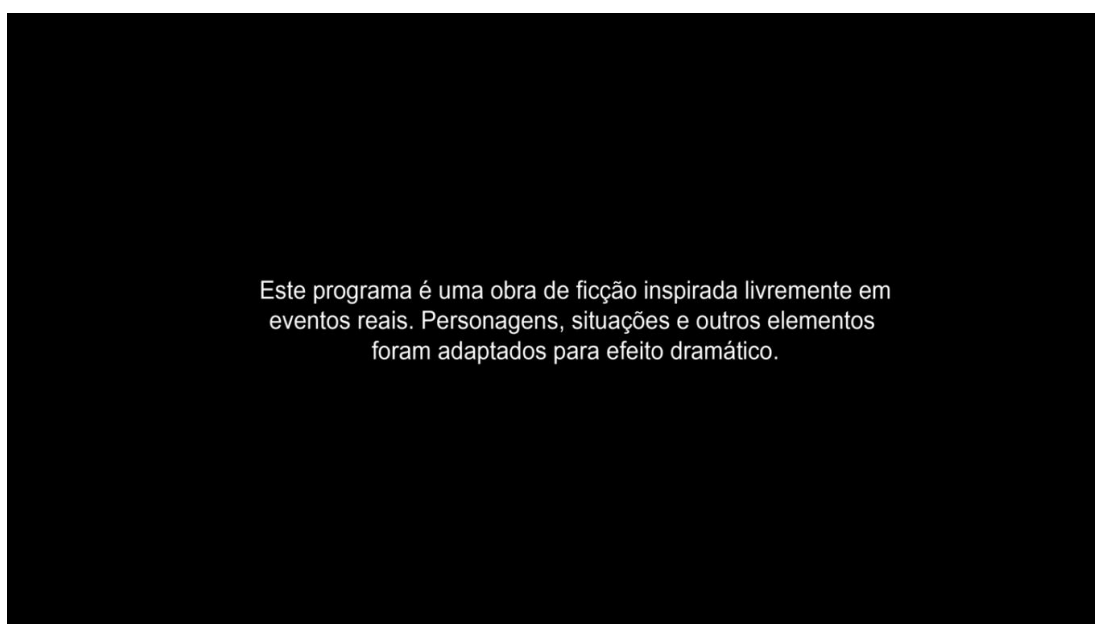 Este programa é uma obra de ficção inspirada livremente em
eventos reais. Personagens, situações e outros elementos
foram adaptados para efeito dramático.